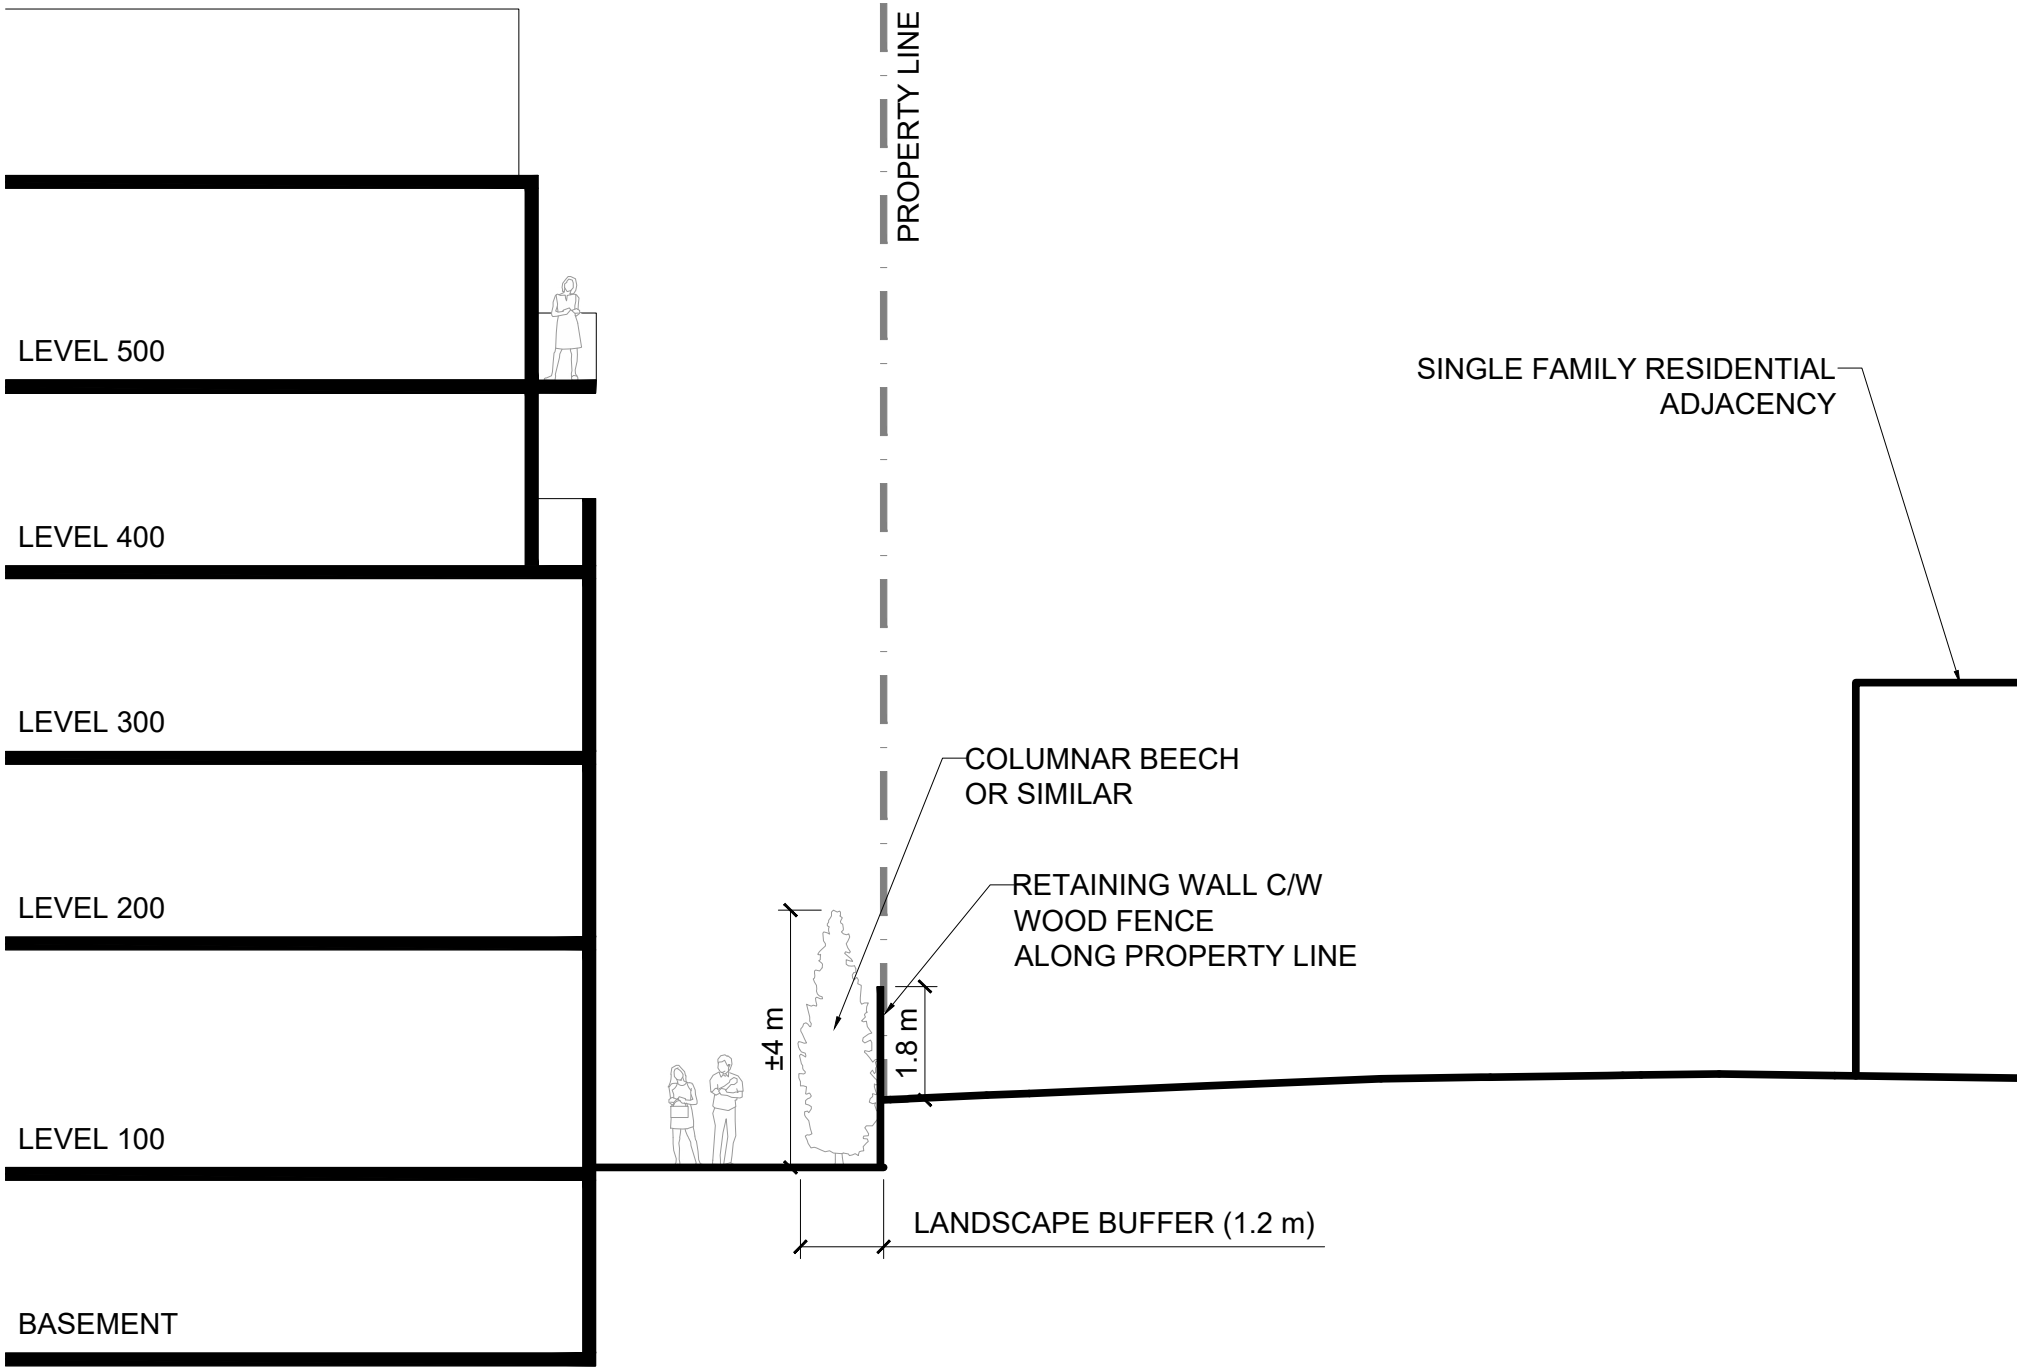 PROPERTY LINE
LEVEL 500
SINGLE FAMILY RESIDENTIAL
ADJACENCY
LEVEL 400
LEVEL 300
COLUMNAR BEECH
OR SIMILAR
RETAINING WALL C/W
WOOD FENCE
ALONG PROPERTY LINE
LEVEL 200
±4 m
1.8 m
LEVEL 100
LANDSCAPE BUFFER (1.2 m)
BASEMENT